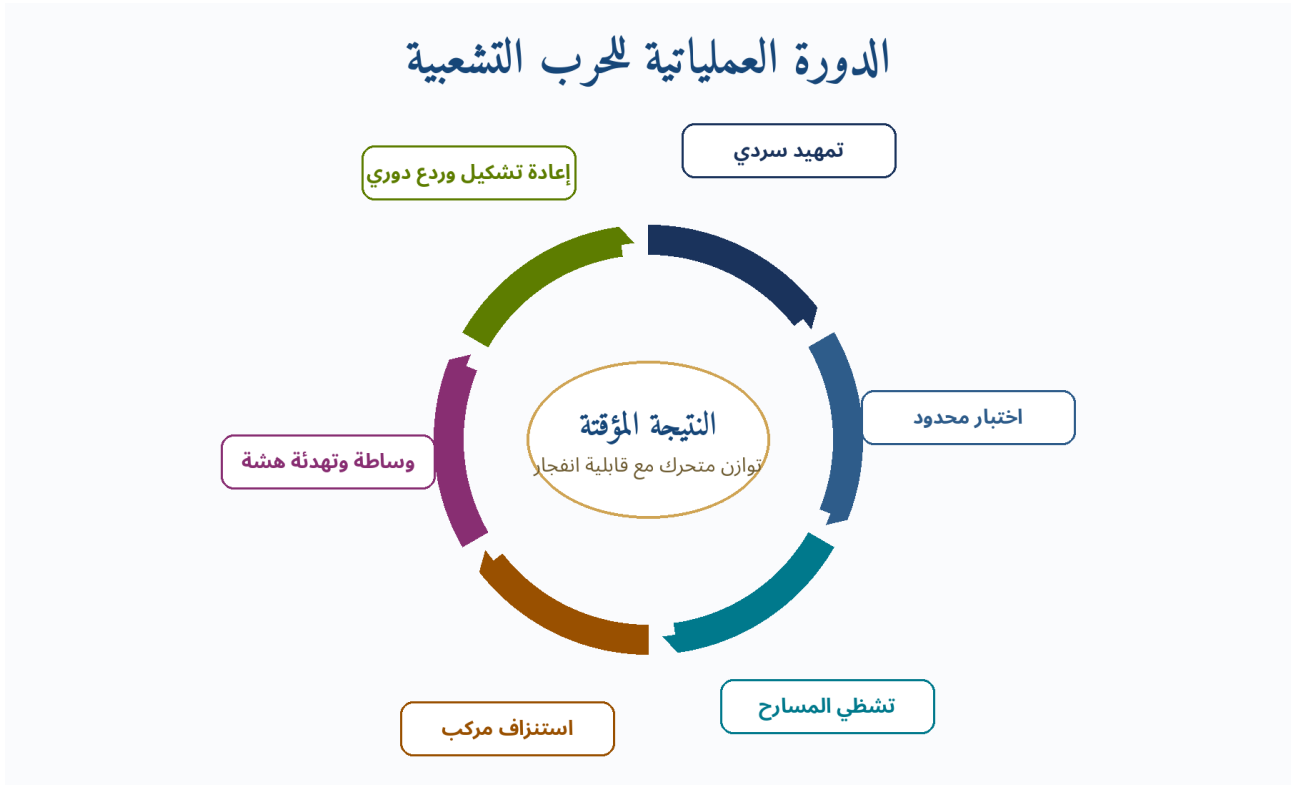 الدورة العملياتية للحرب التشعبية
تمهيد سردي
إعادة تشكيل وردع دوري
اختبار محدود
النتيجة المؤقتة
توازن متحرك مع قابلية انفجار
وساطة وتهدئة هشة
تشظي المسارح
استنزاف مركب